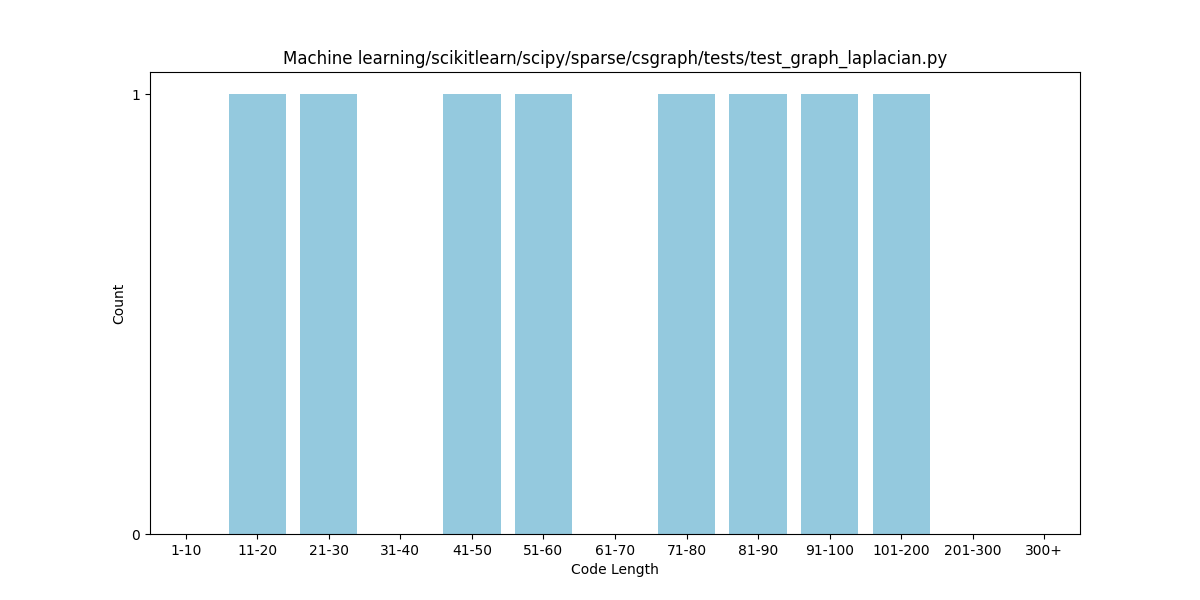 Machine learning/scikitlearn/scipy/sparse/csgraph/tests/test_graph_laplacian.py
1
Count
0
1-10 11-20 21-30 31-40 41-50 51-60 61-70 71-80 81-90 91-100 101-200 201-300 300+
Code Length